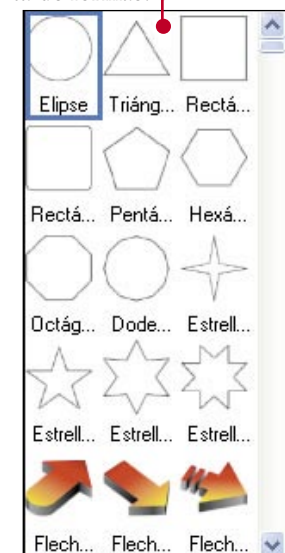 Elipse Triáng... Rectá...
Rectá... Pentá... Hexá...
Octág... Dode... Estrell...
Estrell... Estrell... Estrell...
Flech... Flech... Flech...